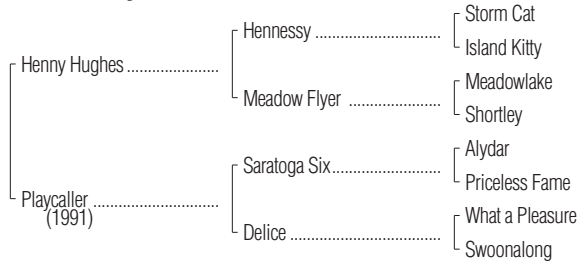 Storm Cat
Hennessy ....................................
Island Kitty
Henny Hughes ..........................
Meadowlake
Meadow Flyer ...........................
Shortley
Alydar
Saratoga Six...............................
Priceless Fame
Playcaller ...................................
(1991)
What a Pleasure
Delice ..........................................
Swoonalong